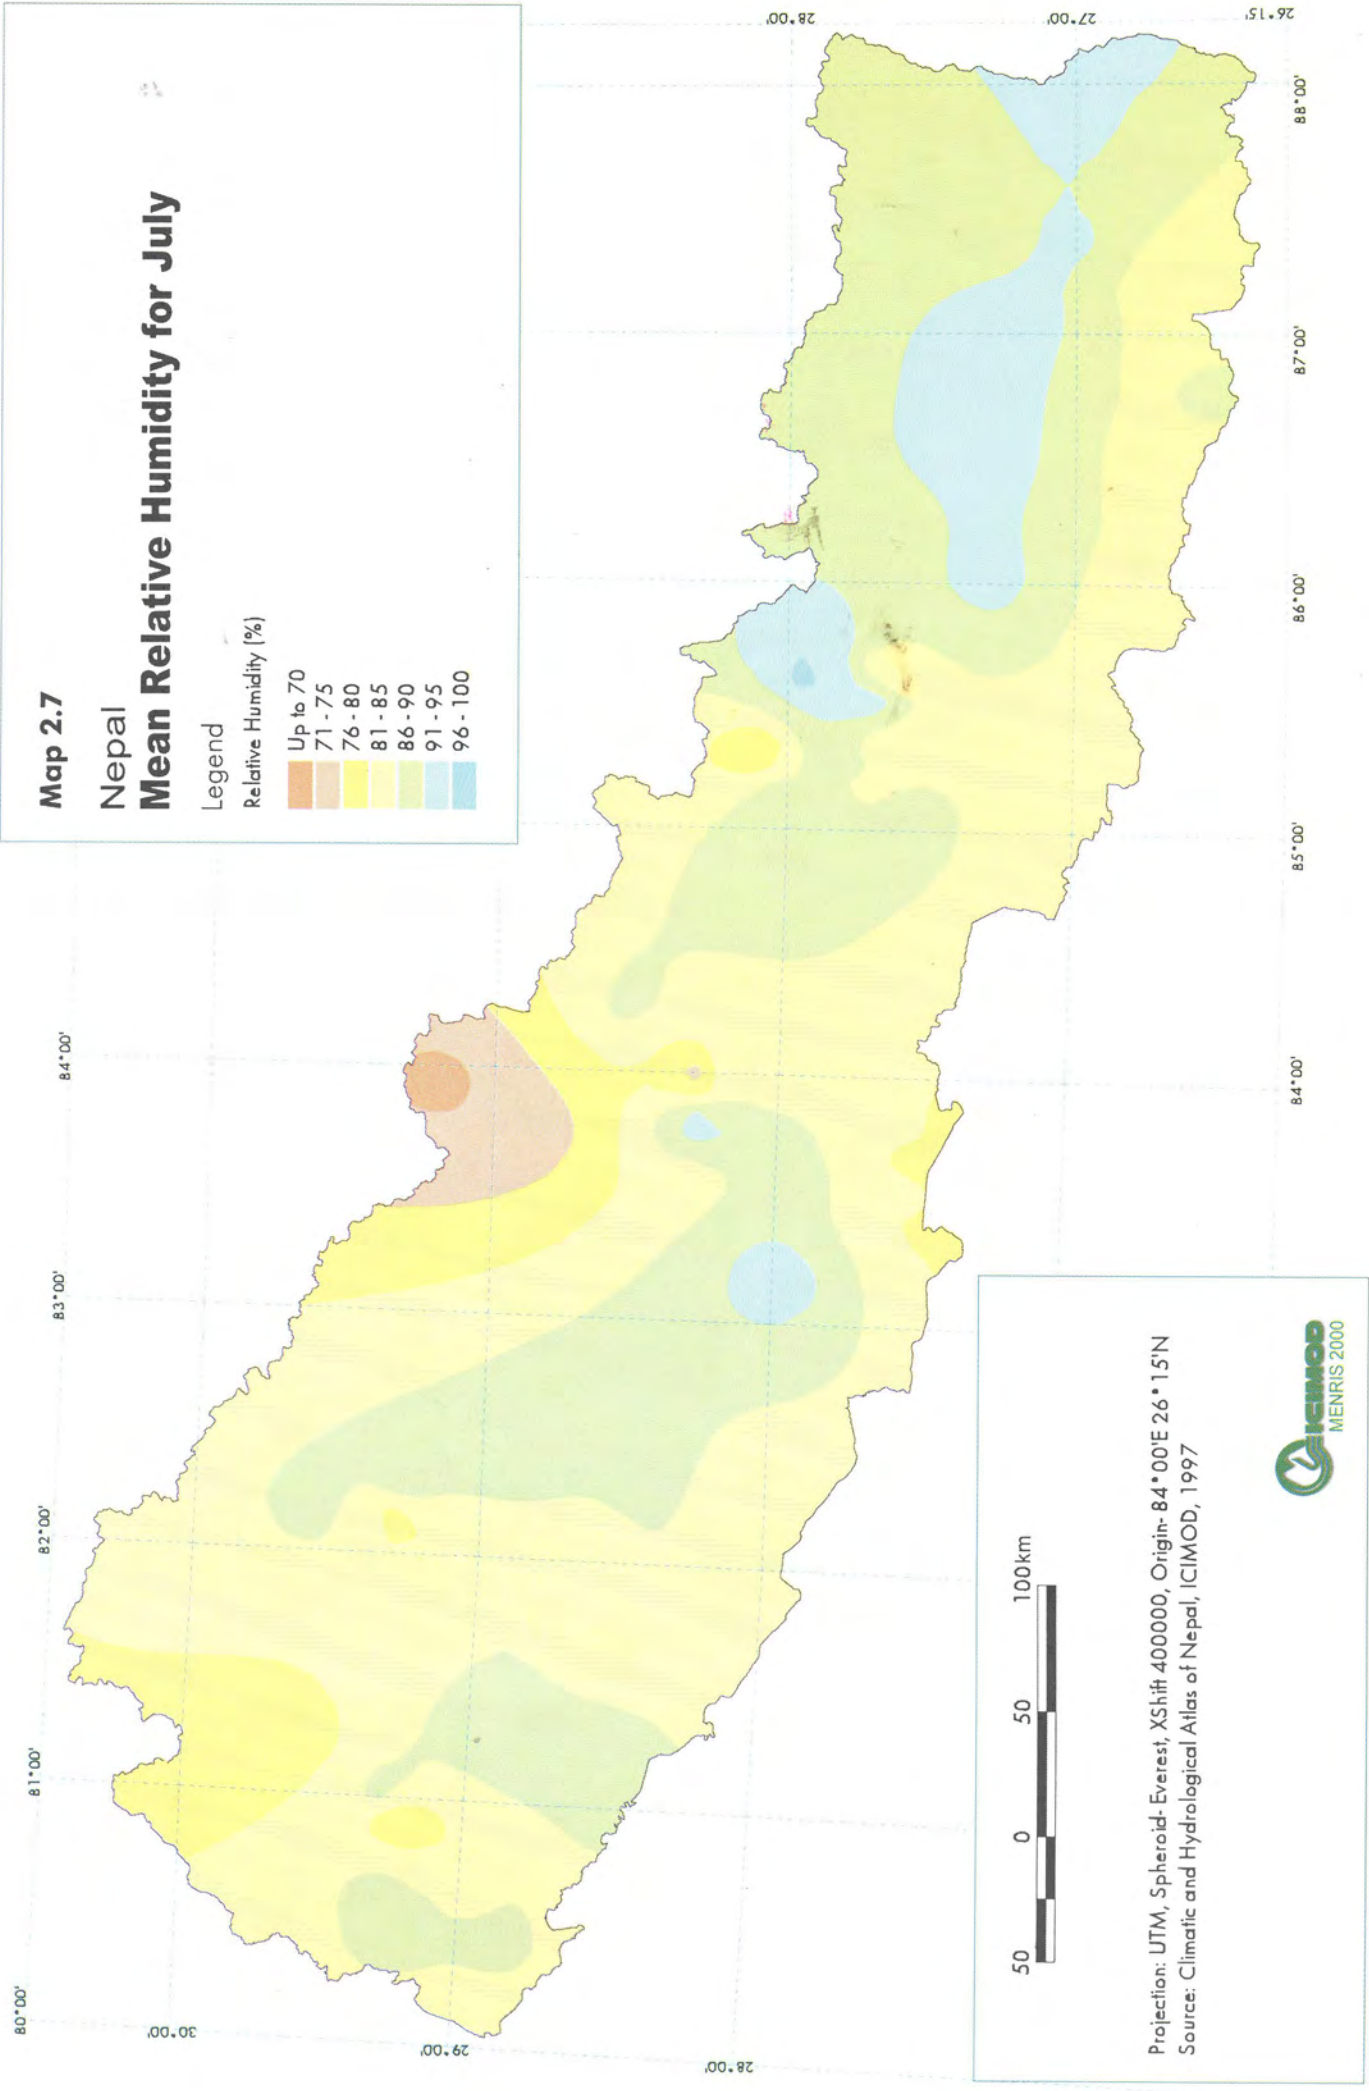 Map 2.7
Nepal
Mean Relative Humidity for July
Legend
Relative Humidity (%)
Up to 70
71 - 75
76 - 80
81 - 85
86 - 90
91 - 95
96 - 100
80°00'
81°00'
82°00'
83°00'
84°00'
30°00'
29°00'
28°00'
28°00'
27°00'
26°15'
84°00'
85°00'
86°00'
87°00'
88°00'
50 0 50 100km
Projection: UTM, Spheroid- Everest, XShift 400000, Origin- 84°00'E 26°15'N
Source: Climatic and Hydrological Atlas of Nepal, ICIMOD, 1997
ICIMOD
MENRIS 2000